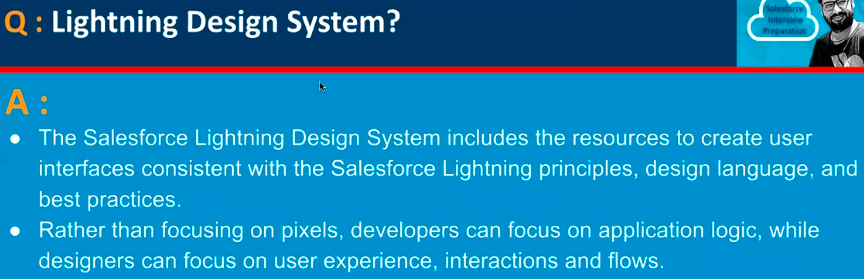 Q : Lightning Design System?
Salesforce
Interview
Preparation
A :
● The Salesforce Lightning Design System includes the resources to create user
interfaces consistent with the Salesforce Lightning principles, design language, and
best practices.
● Rather than focusing on pixels, developers can focus on application logic, while
designers can focus on user experience, interactions and flows.